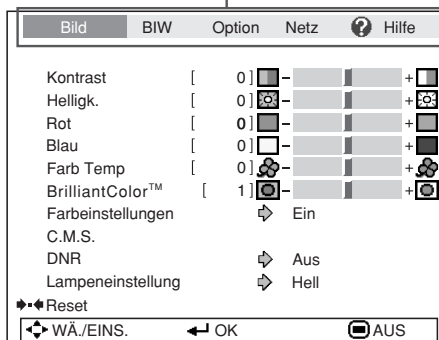 Bild BIW Option Netz ? Hilfe
Kontrast [ 0 ] - +
Helligk. [ 0 ] - +
Rot [ 0 ] - +
Blau [ 0 ] - +
Farb Temp [ 0 ] - +
BrilliantColor™ [ 1 ] - +
Farbeinstellungen Ein
C.M.S.
DNR Aus
Lampeneinstellung Hell
Reset
WÄ./EINS. OK AUS